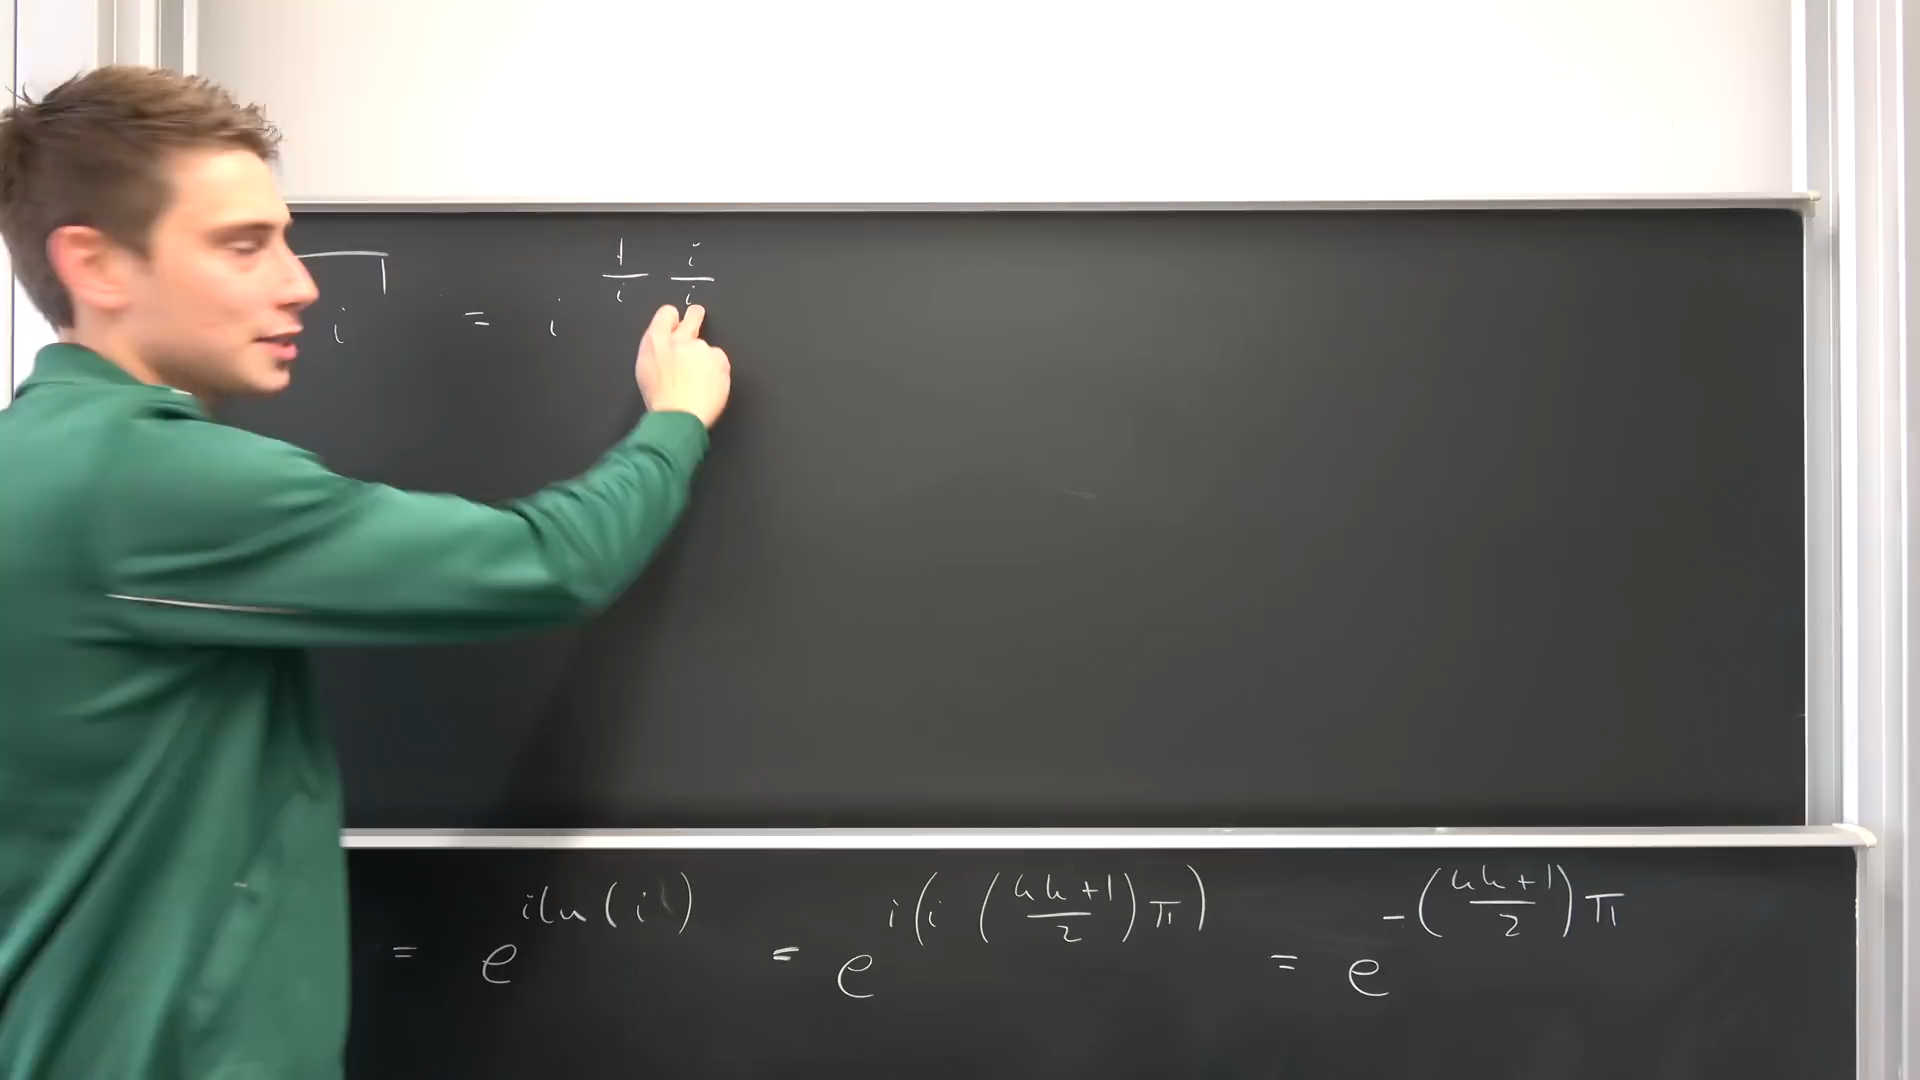 √i = i^(1/i · i/i)
= e^(i ln(i)) = e^(i(i((4k+1)/2)π)) = e^(-((4k+1)/2)π)